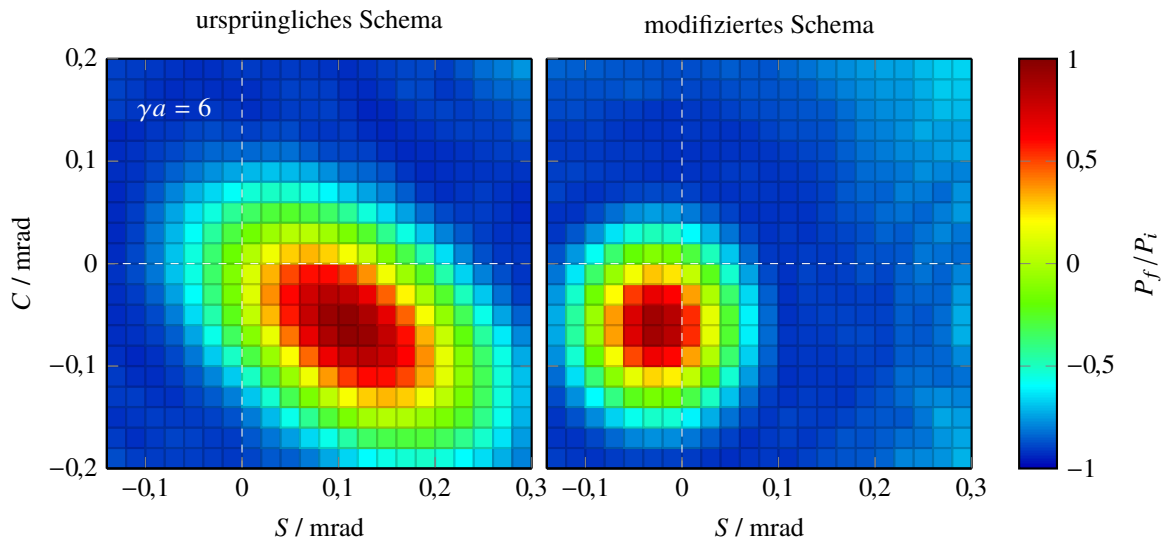 ursprüngliches Schema
modifiziertes Schema
γa = 6
0,2
0,1
0
−0,1
−0,2
C / mrad
−0,1
0
0,1
0,2
0,3
S / mrad
−0,1
0
0,1
0,2
0,3
S / mrad
1
0,5
0
−0,5
−1
P_f/P_i